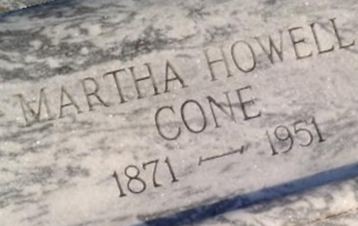 MARTHA HOWELL
CONE
1871 — 1951